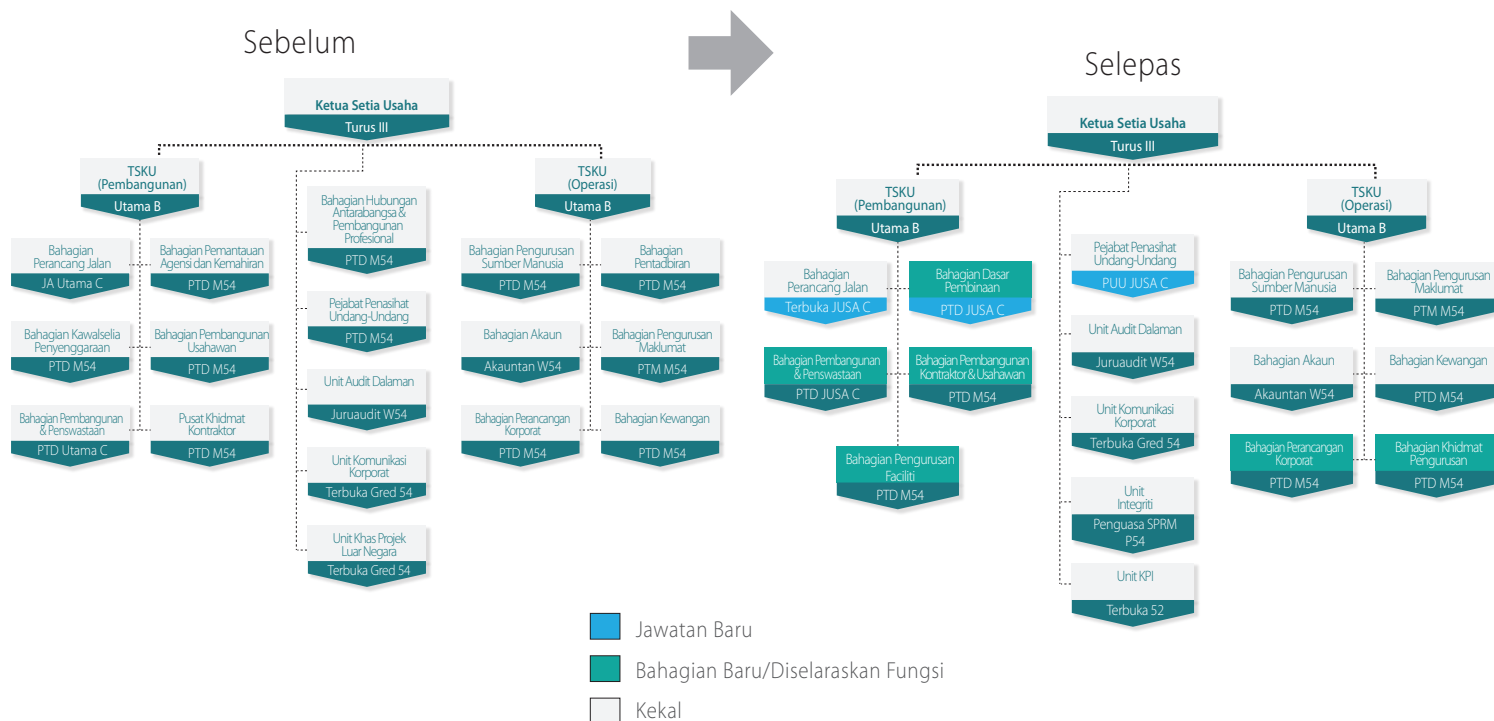 Sebelum
Ketua Setia Usaha
Turus III
TSKU
(Pembangunan)
Utama B
Bahagian
Perancang Jalan
JA Utama C
Bahagian Pemantauan
Agensi dan Kemahiran
PTD M54
Bahagian Kawalselia
Penyenggaraan
PTD M54
Bahagian Pembangunan
Usahawan
PTD M54
Bahagian Pembangunan
& Penswastaan
PTD Utama C
Pusat Khidmat
Kontraktor
PTD M54
Bahagian Hubungan
Antarabangsa &
Pembangunan
Profesional
PTD M54
Pejabat Penasihat
Undang-Undang
PTD M54
Unit Audit Dalaman
Juruaudit W54
Unit Komunikasi
Korporat
Terbuka Gred 54
Unit Khas Projek
Luar Negara
Terbuka Gred 54
TSKU
(Operasi)
Utama B
Bahagian Pengurusan
Sumber Manusia
PTD M54
Bahagian
Pentadbiran
PTD M54
Bahagian Akaun
Akauntan W54
Bahagian Pengurusan
Maklumat
PTM M54
Bahagian Perancangan
Korporat
PTD M54
Bahagian Kewangan
PTD M54
Selepas
Ketua Setia Usaha
Turus III
TSKU
(Pembangunan)
Utama B
Bahagian
Perancang Jalan
Terbuka JUSA C
Bahagian Dasar
Pembinaan
PTD JUSA C
Bahagian Pembangunan
& Penswastaan
PTD JUSA C
Bahagian Pembangunan
Kontraktor & Usahawan
PTD M54
Bahagian Pengurusan
Faciliti
PTD M54
Pejabat Penasihat
Undang-Undang
PUU JUSA C
Unit Audit Dalaman
Juruaudit W54
Unit Komunikasi
Korporat
Terbuka Gred 54
Unit
Integriti
Penguasa SPRM
P54
Unit KPI
Terbuka 52
TSKU
(Operasi)
Utama B
Bahagian Pengurusan
Sumber Manusia
PTD M54
Bahagian Pengurusan
Maklumat
PTM M54
Bahagian Akaun
Akauntan W54
Bahagian Kewangan
PTD M54
Bahagian Perancangan
Korporat
PTD M54
Bahagian Khidmat
Pengurusan
PTD M54
Jawatan Baru
Bahagian Baru/Diselaraskan Fungsi
Kekal